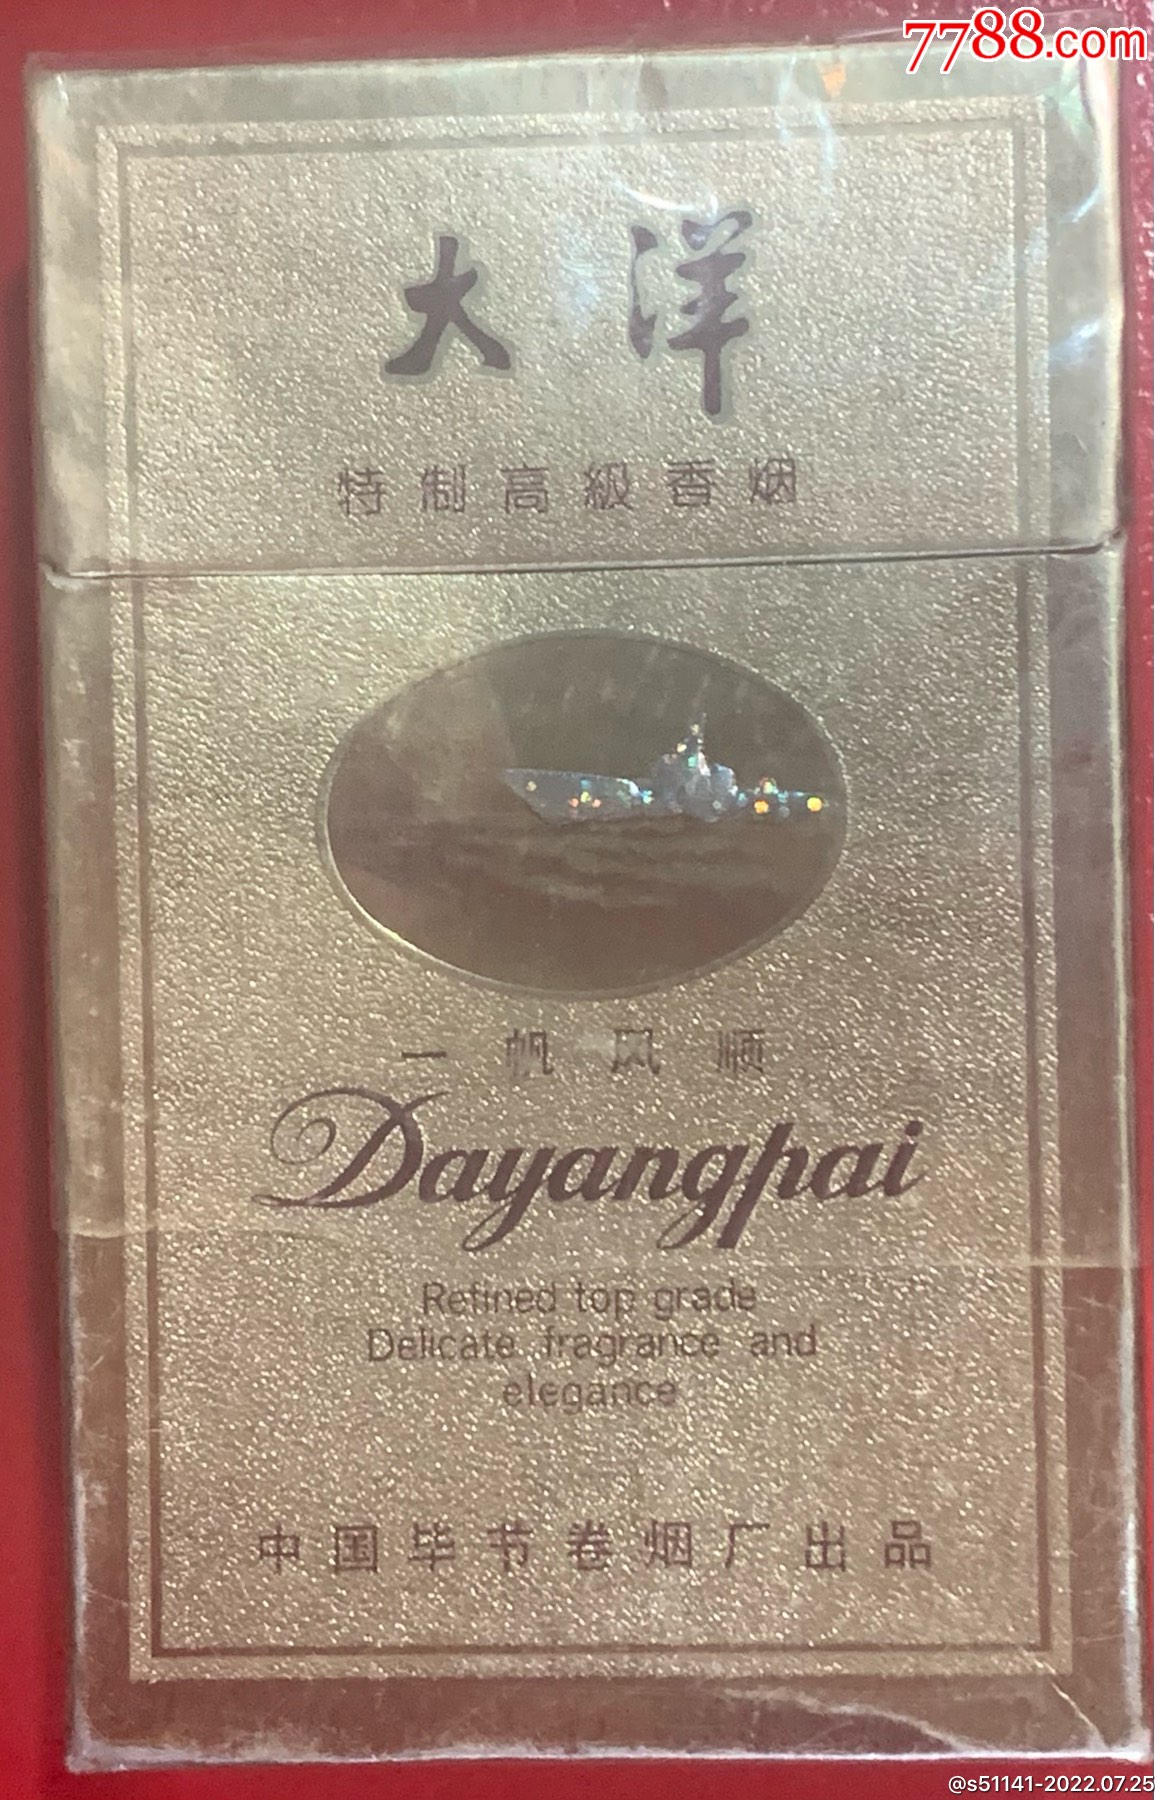 7788.com
大洋
特制高級香烟
一帆风顺
Dayangpai
Refined top grade
Delicate fragrance and
elegance
中国毕节卷烟厂出品
@s51141-2022.07.25